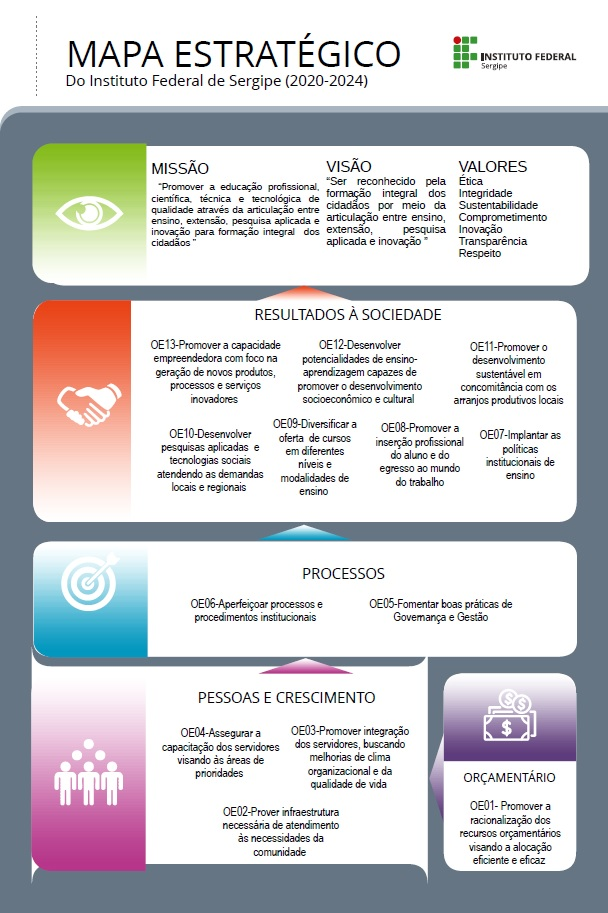 MAPA ESTRATÉGICO
Do Instituto Federal de Sergipe (2020-2024)
INSTITUTO FEDERAL
Sergipe
MISSÃO
“Promover a educação profissional,
científica, técnica e tecnológica de
qualidade através da articulação entre
ensino, extensão, pesquisa aplicada e
inovação para formação integral dos
cidadãos ”
VISÃO
“Ser reconhecido pela
formação integral dos
cidadãos por meio da
articulação entre ensino,
extensão, pesquisa
aplicada e inovação ”
VALORES
Ética
Integridade
Sustentabilidade
Comprometimento
Inovação
Transparência
Respeito
RESULTADOS À SOCIEDADE
OE13-Promover a capacidade
empreendedora com foco na
geração de novos produtos,
processos e serviços
inovadores
OE12-Desenvolver
potencialidades de ensino-
aprendizagem capazes de
promover o desenvolvimento
socioeconômico e cultural
OE11-Promover o
desenvolvimento
sustentável em
concomitância com os
arranjos produtivos locais
OE10-Desenvolver
pesquisas aplicadas e
tecnologias sociais
atendendo as demandas
locais e regionais
OE09-Diversificar a
oferta de cursos
em diferentes
níveis e
modalidades de
ensino
OE08-Promover a
inserção profissional
do aluno e do
egresso ao mundo
do trabalho
OE07-Implantar as
políticas
institucionais de
ensino
PROCESSOS
OE06-Aperfeiçoar processos e
procedimentos institucionais
OE05-Fomentar boas práticas de
Governança e Gestão
PESSOAS E CRESCIMENTO
OE04-Assegurar a
capacitação dos servidores
visando às áreas de
prioridades
OE03-Promover integração
dos servidores, buscando
melhorias de clima
organizacional e da
qualidade de vida
OE02-Prover infraestrutura
necessária de atendimento
às necessidades da
comunidade
ORÇAMENTÁRIO
OE01- Promover a
racionalização dos
recursos orçamentários
visando a alocação
eficiente e eficaz